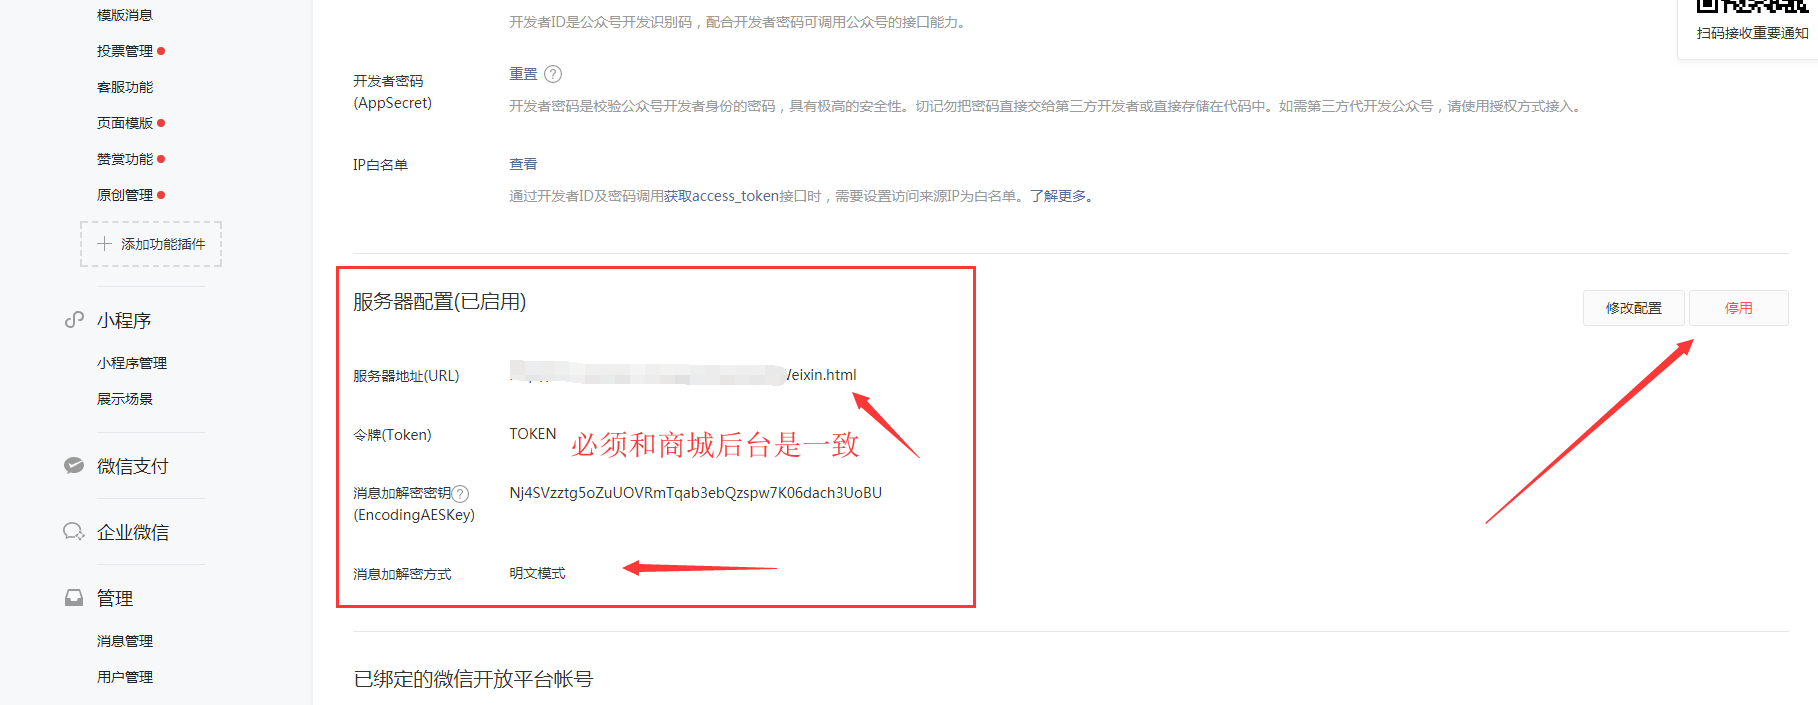 模版消息
投票管理
客服功能
页面模版
赞赏功能
原创管理
添加功能插件
小程序
小程序管理
展示场景
微信支付
企业微信
管理
消息管理
用户管理
开发者ID是公众号开发识别码，配合开发者密码可调用公众号的接口能力。
开发者密码
(AppSecret)
重置 ?
开发者密码是校验公众号开发者身份的密码，具有极高的安全性。切记勿把密码直接交给第三方开发者或直接存储在代码中。如需第三方代开发公众号，请使用授权方式接入。
IP白名单
查看
通过开发者ID及密码调用获取access_token接口时，需要设置访问来源IP为白名单。了解更多。
服务器配置(已启用)
修改配置
停用
服务器地址(URL)
eixin.html
令牌(Token)
TOKEN
必须和商城后台是一致
消息加解密密钥 ?
(EncodingAESKey)
Nj4SVzztg5oZuUOVRmTqab3ebQzspw7K06dach3UoBU
消息加解密方式
明文模式
已绑定的微信开放平台帐号
扫码接收重要通知